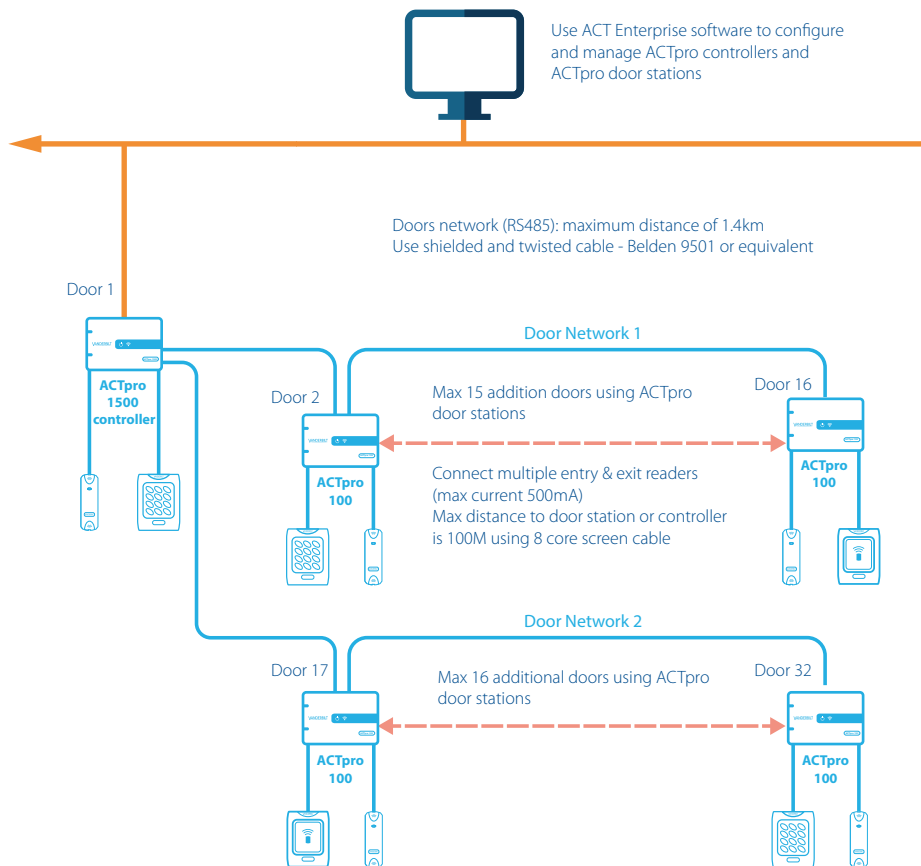 Use ACT Enterprise software to configure
and manage ACTpro controllers and
ACTpro door stations
Doors network (RS485): maximum distance of 1.4km
Use shielded and twisted cable - Belden 9501 or equivalent
Door 1
VANDERBILT
ACTpro
1500
controller
Door Network 1
Door 2
VANDERBILT
ACTpro
100
Max 15 addition doors using ACTpro
door stations
Connect multiple entry & exit readers
(max current 500mA)
Max distance to door station or controller
is 100M using 8 core screen cable
Door 16
VANDERBILT
ACTpro
100
Door Network 2
Door 17
VANDERBILT
ACTpro
100
Max 16 additional doors using ACTpro
door stations
Door 32
VANDERBILT
ACTpro
100